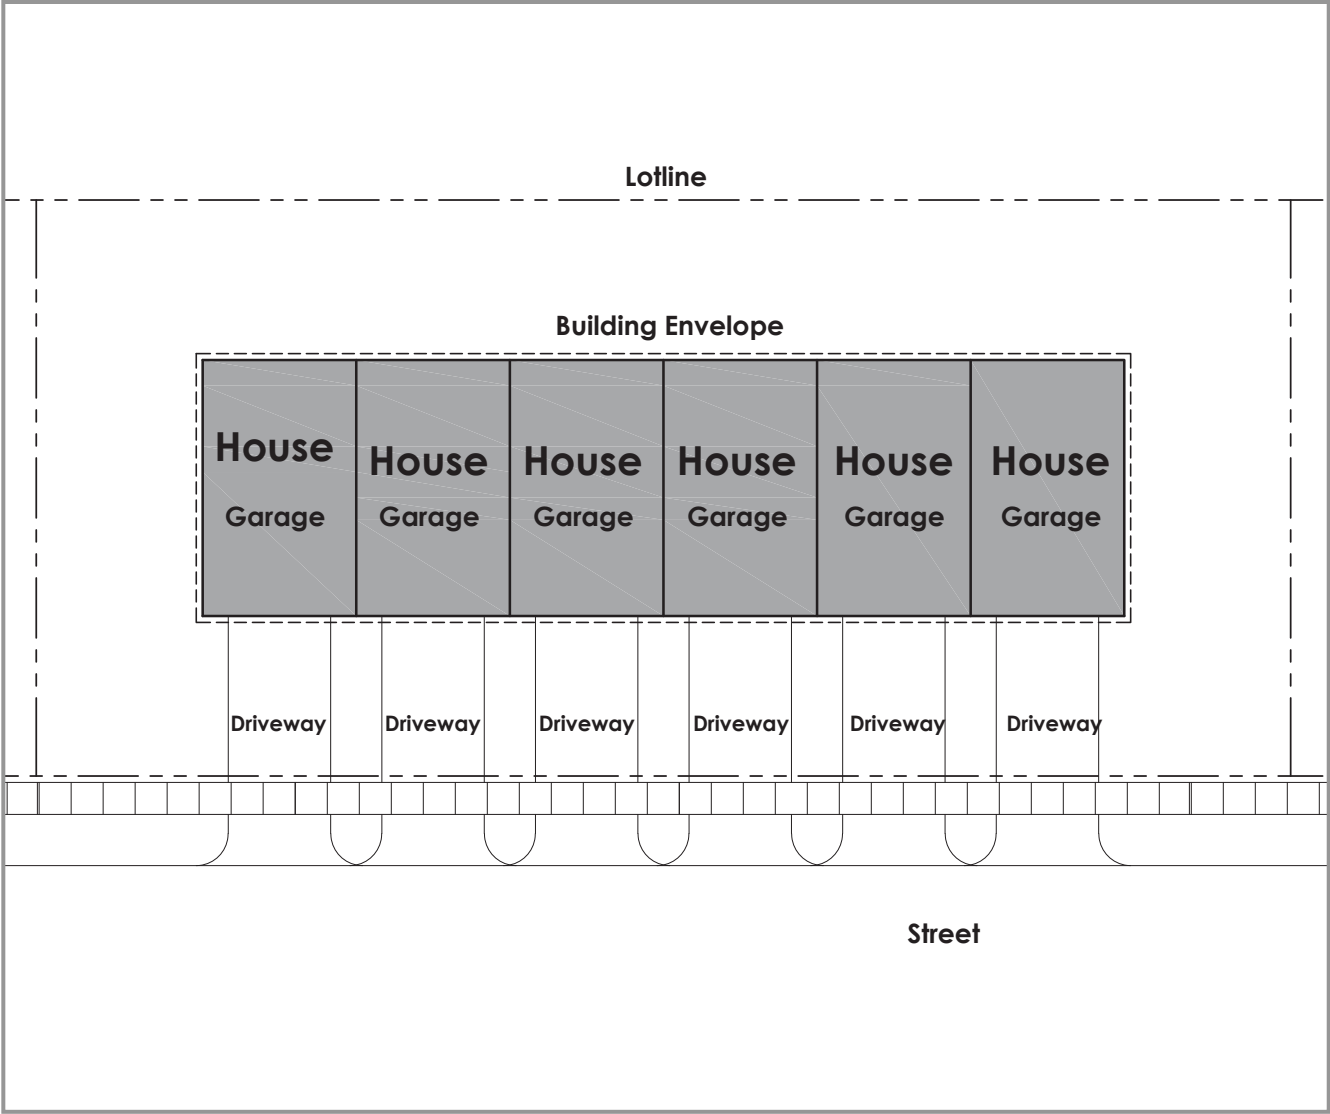 Lotline
Building Envelope
House House House House House House
Garage Garage Garage Garage Garage Garage
Driveway Driveway Driveway Driveway Driveway Driveway
Street